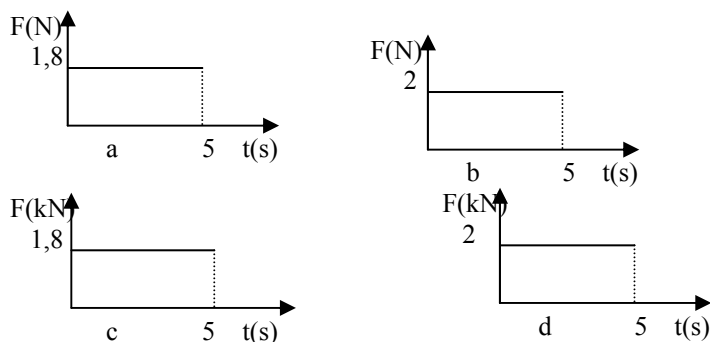 F(N)
1,8
a 5 t(s)
F(N)
2
b 5 t(s)
F(kN)
1,8
c 5 t(s)
F(kN)
2
d 5 t(s)